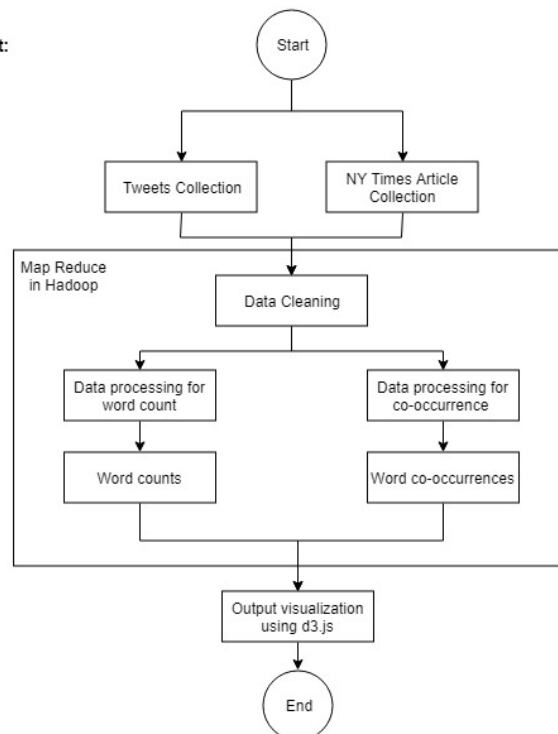 t:
Start
Tweets Collection
NY Times Article
Collection
Map Reduce
in Hadoop
Data Cleaning
Data processing for
word count
Data processing for
co-occurrence
Word counts
Word co-occurrences
Output visualization
using d3.js
End